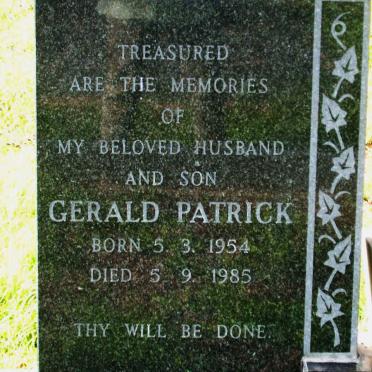 TREASURED
ARE THE MEMORIES
OF
MY BELOVED HUSBAND
AND SON
GERALD PATRICK
BORN 5. 3. 1954
DIED 5. 9. 1985
THY WILL BE DONE.